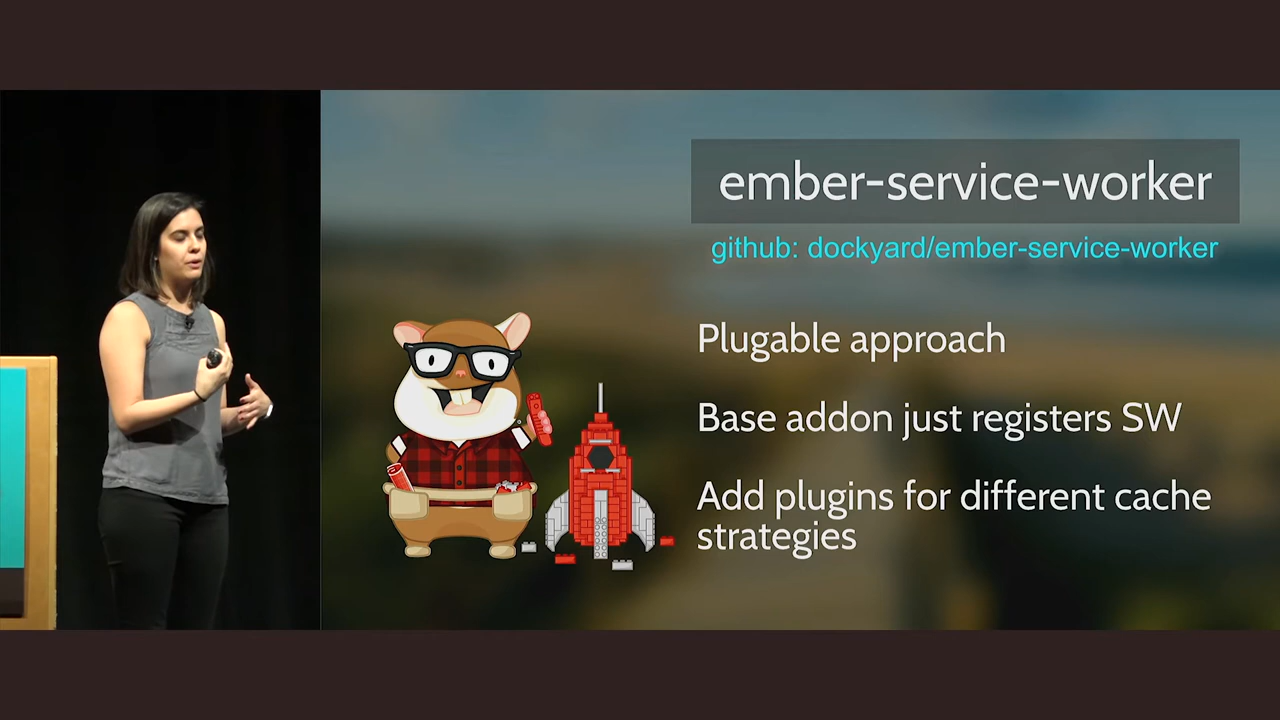 ember-service-worker
github: dockyard/ember-service-worker
Plugable approach
Base addon just registers SW
Add plugins for different cache
strategies